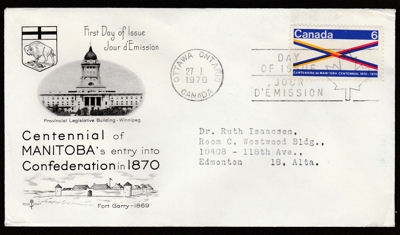 First Day of Issue
Jour d'Émission
Provincial Legislative Building - Winnipeg
Centennial of
MANITOBA's entry into
Confederation in 1870
Fort Garry - 1869
OTTAWA ONTARIO
27 I
1970
CANADA
Canada 6
CENTENNIAL OF MANITOBA CENTENNIAL 1870-1970
DAY
OF ISSUE
JOUR
D'ÉMISSION
Dr. Ruth Isaacsen,
Room C. Westwood Bldg.,
10408 - 118th Ave.,
Edmonton 18, Alta.